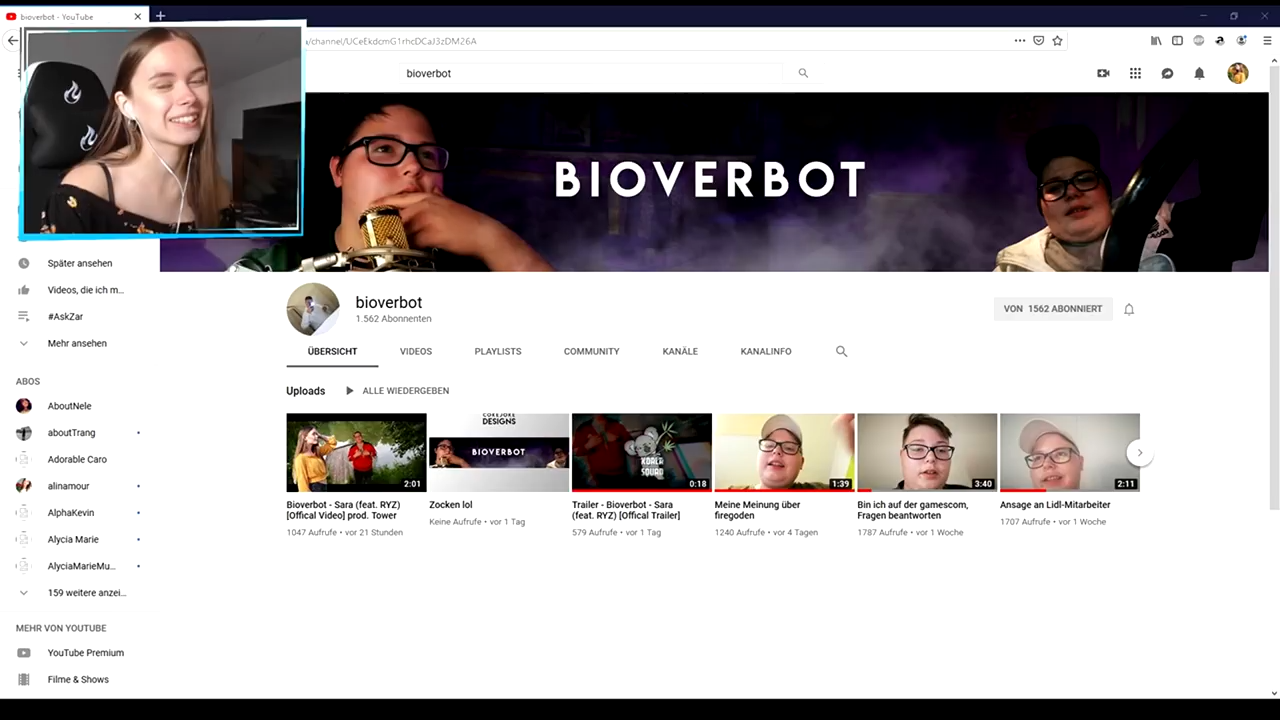 bioverbot - YouTube
/channel/UCeEkdcmG1rhcDCaJ3zDM26A
bioverbot
BIOVERBOT
Später ansehen
Videos, die ich m...
#AskZar
Mehr ansehen
ABOS
AboutNele
aboutTrang
Adorable Caro
alinamour
AlphaKevin
Alycia Marie
AlyciaMarieMu...
159 weitere anzei...
MEHR VON YOUTUBE
YouTube Premium
Filme & Shows
bioverbot
1.562 Abonnenten
VON 1562 ABONNIERT
ÜBERSICHT VIDEOS PLAYLISTS COMMUNITY KANÄLE KANALINFO
Uploads ALLE WIEDERGEBEN
2:01
DESIGNS
BIOVERBOT
KOALA
SQUAD
0:18
1:39
3:40
2:11
Bioverbot - Sara (feat. RYZ)
[Offical Video] prod. Tower
1047 Aufrufe • vor 21 Stunden
Zocken lol
Keine Aufrufe • vor 1 Tag
Trailer - Bioverbot - Sara
(feat. RYZ) [Offical Trailer]
579 Aufrufe • vor 1 Tag
Meine Meinung über
firegoden
1240 Aufrufe • vor 4 Tagen
Bin ich auf der gamescom,
Fragen beantworten
1787 Aufrufe • vor 1 Woche
Ansage an Lidl-Mitarbeiter
1707 Aufrufe • vor 1 Woche